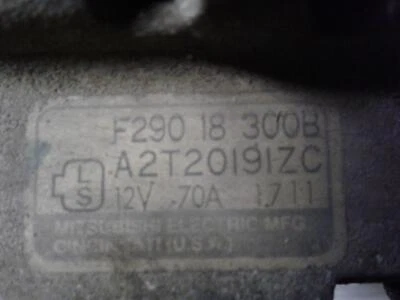 F290 18 300B
A2T20191ZC
L
S
12V 70A 1711
MITSUBISHI ELECTRIC MFG
CINCINNATI (U.S.A)